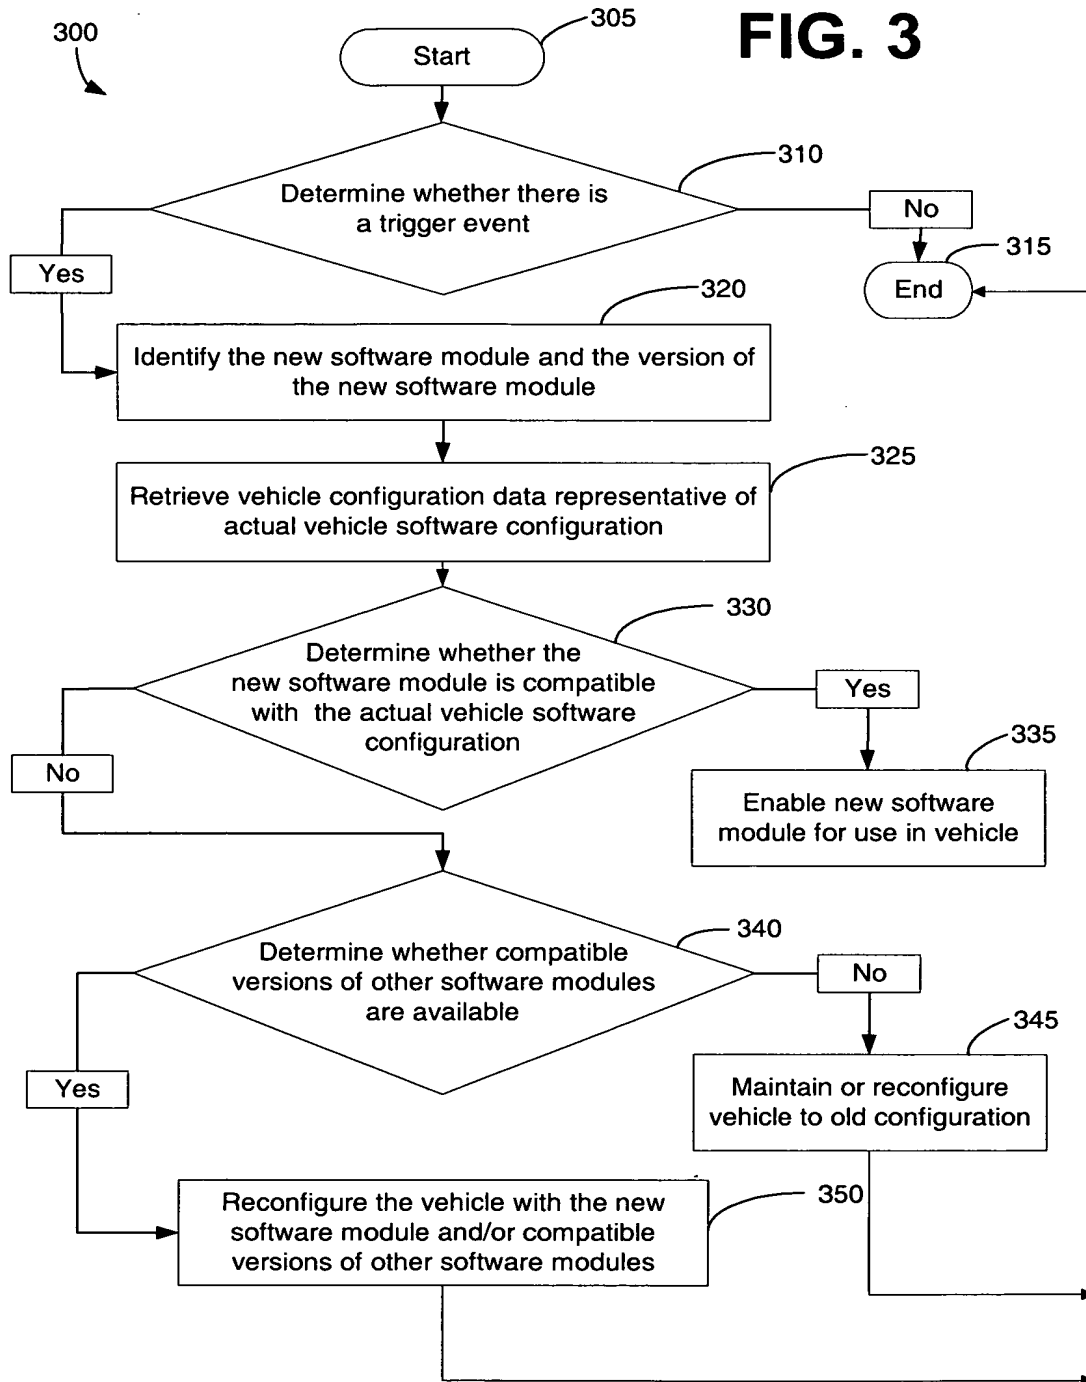 FIG. 3
300
305
Start
310
Determine whether there is
a trigger event
No
Yes
315
End
320
Identify the new software module and the version of
the new software module
325
Retrieve vehicle configuration data representative of
actual vehicle software configuration
330
Determine whether the
new software module is compatible
with the actual vehicle software
configuration
Yes
No
335
Enable new software
module for use in vehicle
340
Determine whether compatible
versions of other software modules
are available
No
Yes
345
Maintain or reconfigure
vehicle to old configuration
350
Reconfigure the vehicle with the new
software module and/or compatible
versions of other software modules